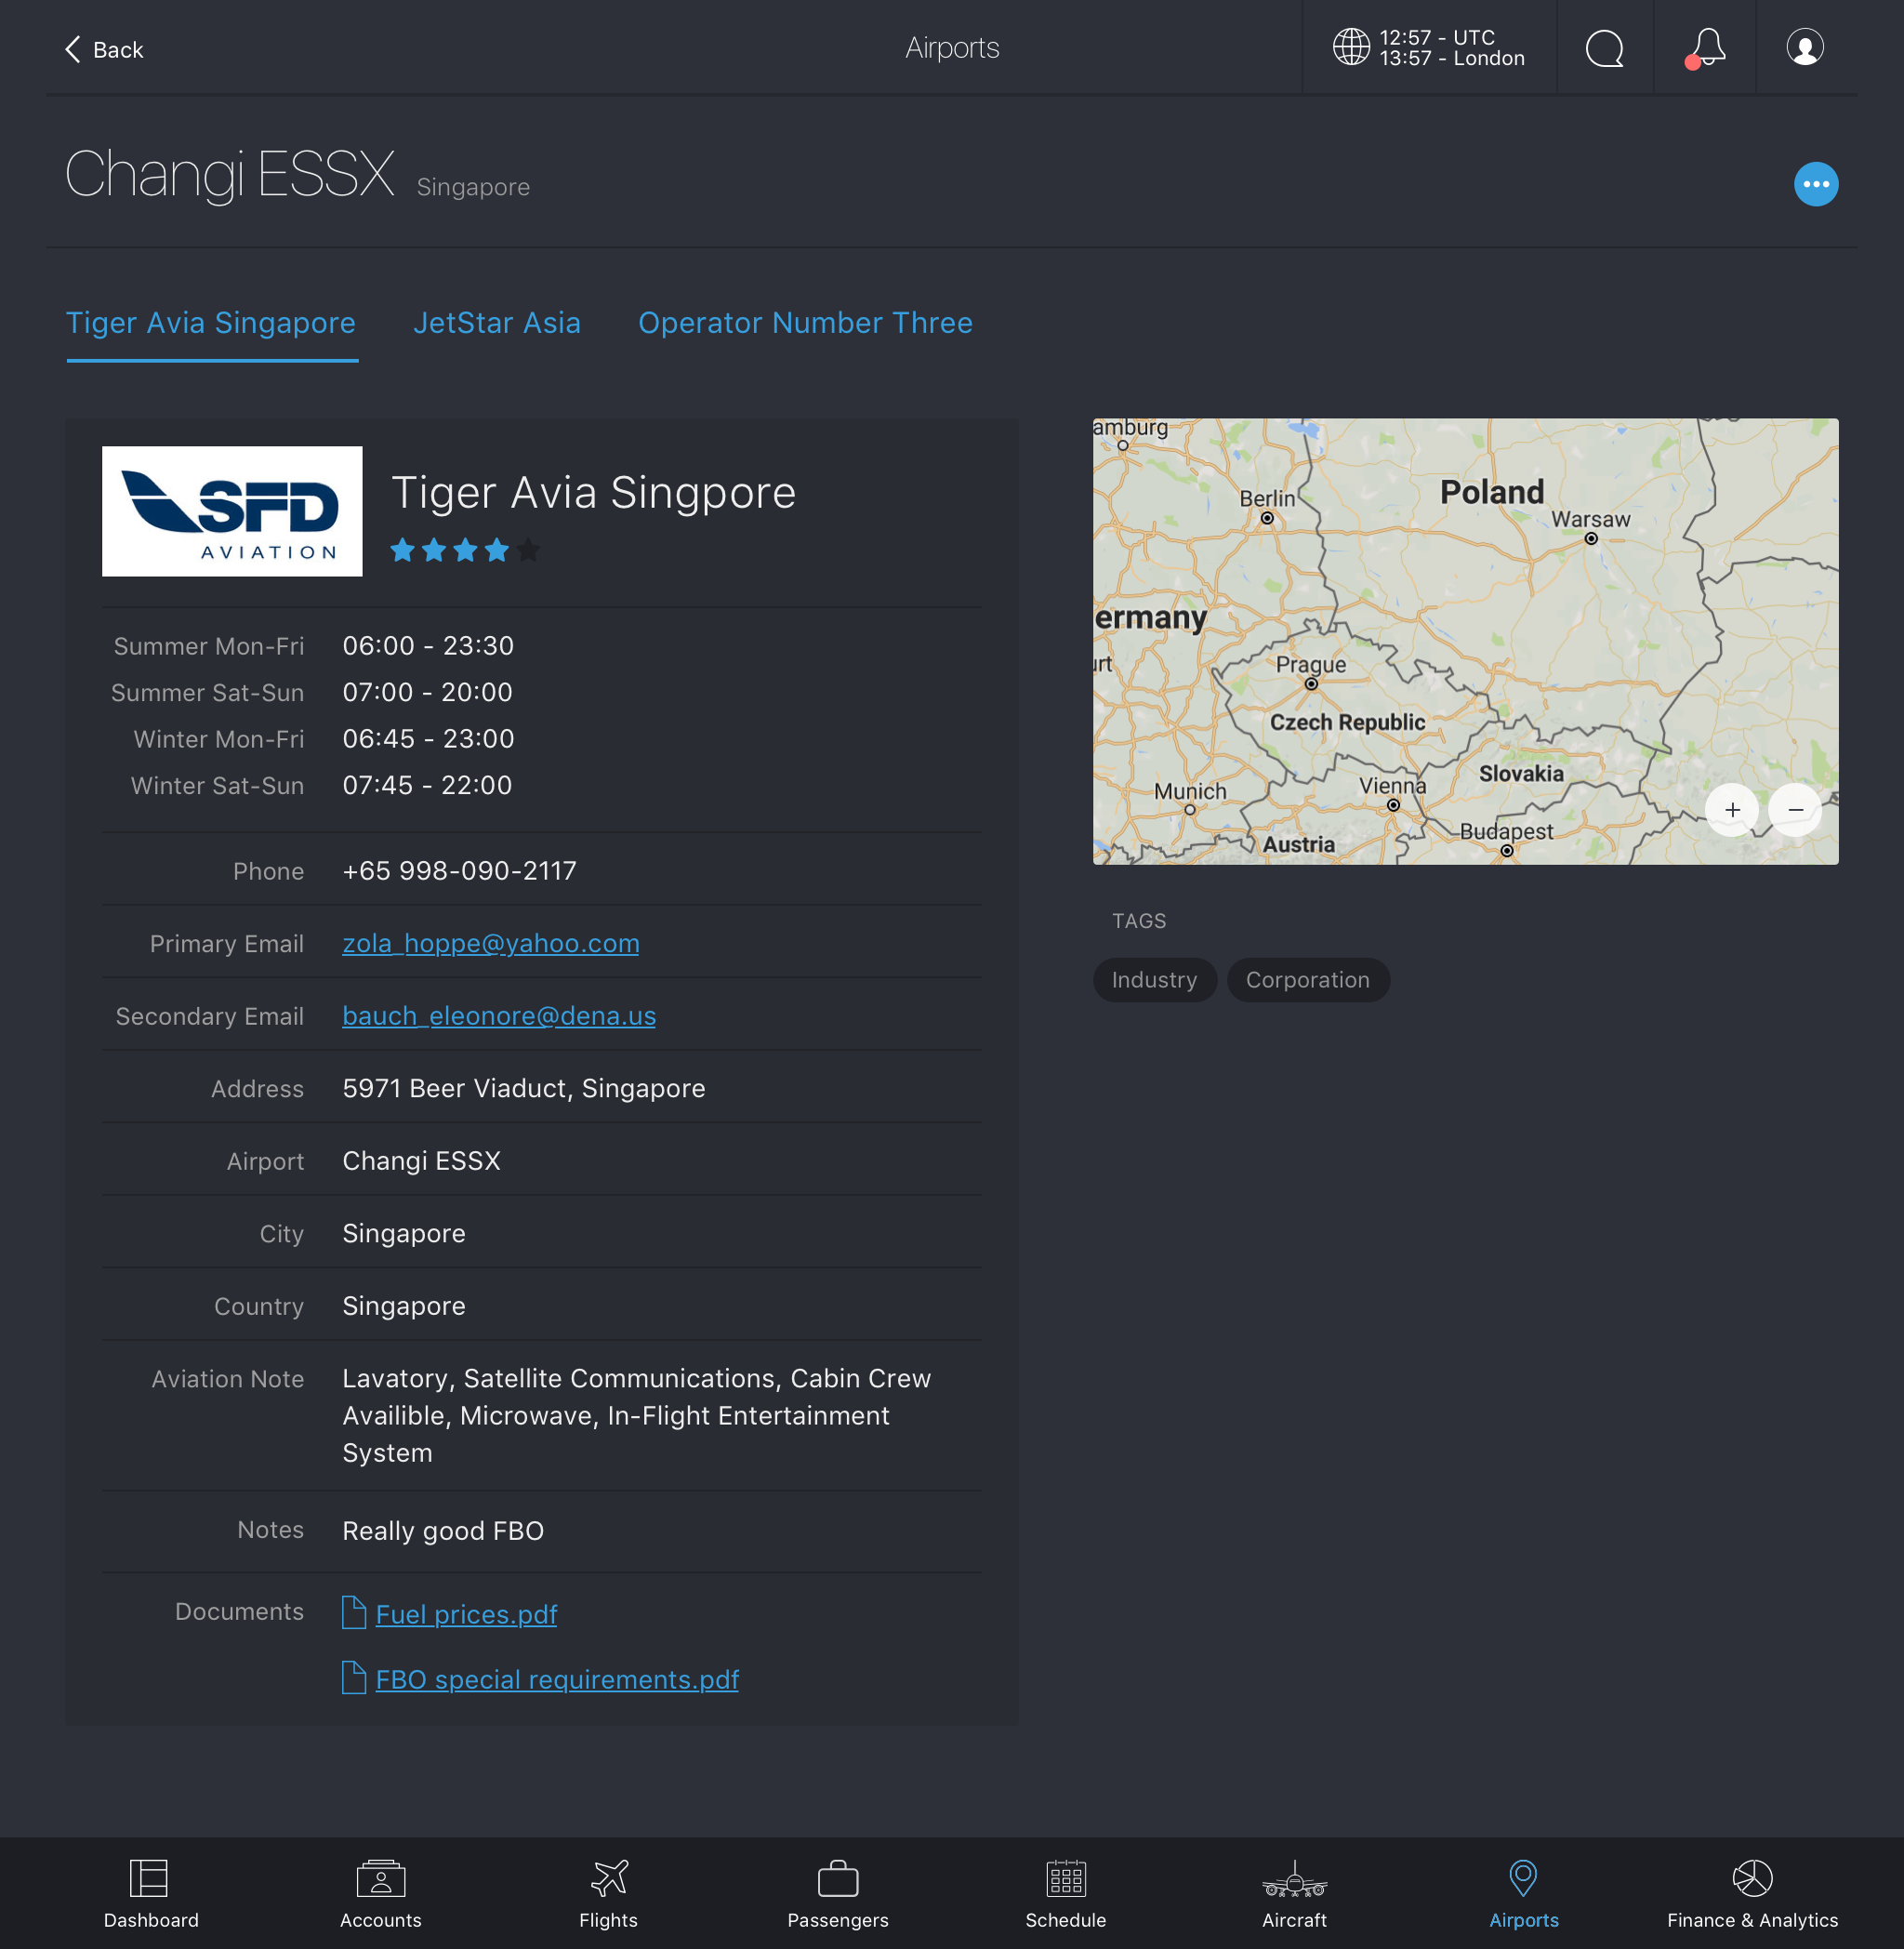 Back
Airports
12:57 - UTC
13:57 - London
Changi ESSX Singapore
Tiger Avia Singapore JetStar Asia Operator Number Three
SFD
AVIATION
Tiger Avia Singpore
Summer Mon-Fri 06:00 - 23:30
Summer Sat-Sun 07:00 - 20:00
Winter Mon-Fri 06:45 - 23:00
Winter Sat-Sun 07:45 - 22:00
Phone +65 998-090-2117
Primary Email zola_hoppe@yahoo.com
Secondary Email bauch_eleonore@dena.us
Address 5971 Beer Viaduct, Singapore
Airport Changi ESSX
City Singapore
Country Singapore
Aviation Note Lavatory, Satellite Communications, Cabin Crew
Availible, Microwave, In-Flight Entertainment
System
Notes Really good FBO
Documents Fuel prices.pdf
FBO special requirements.pdf
amburg
Berlin
Poland
Warsaw
ermany
urt
Prague
Czech Republic
Slovakia
Munich
Vienna
Budapest
Austria
+ −
TAGS
Industry Corporation
Dashboard Accounts Flights Passengers Schedule Aircraft Airports Finance & Analytics